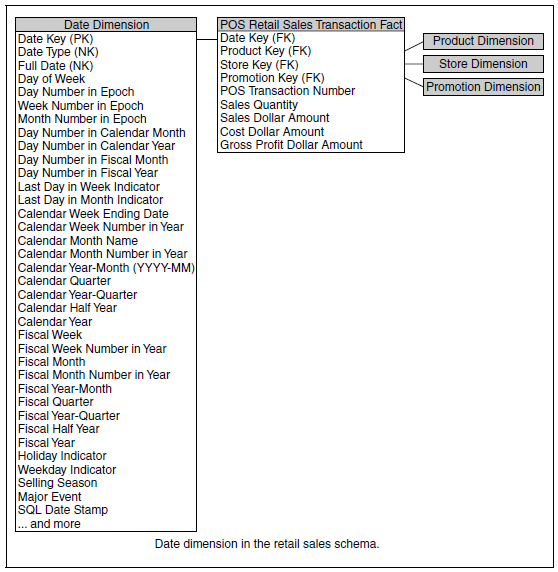 Date Dimension
Date Key (PK)
Date Type (NK)
Full Date (NK)
Day of Week
Day Number in Epoch
Week Number in Epoch
Month Number in Epoch
Day Number in Calendar Month
Day Number in Calendar Year
Day Number in Fiscal Month
Day Number in Fiscal Year
Last Day in Week Indicator
Last Day in Month Indicator
Calendar Week Ending Date
Calendar Week Number in Year
Calendar Month Name
Calendar Month Number in Year
Calendar Year-Month (YYYY-MM)
Calendar Quarter
Calendar Year-Quarter
Calendar Half Year
Calendar Year
Fiscal Week
Fiscal Week Number in Year
Fiscal Month
Fiscal Month Number in Year
Fiscal Year-Month
Fiscal Quarter
Fiscal Year-Quarter
Fiscal Half Year
Fiscal Year
Holiday Indicator
Weekday Indicator
Selling Season
Major Event
SQL Date Stamp
... and more
POS Retail Sales Transaction Fact
Date Key (FK)
Product Key (FK)
Store Key (FK)
Promotion Key (FK)
POS Transaction Number
Sales Quantity
Sales Dollar Amount
Cost Dollar Amount
Gross Profit Dollar Amount
Product Dimension
Store Dimension
Promotion Dimension
Date dimension in the retail sales schema.